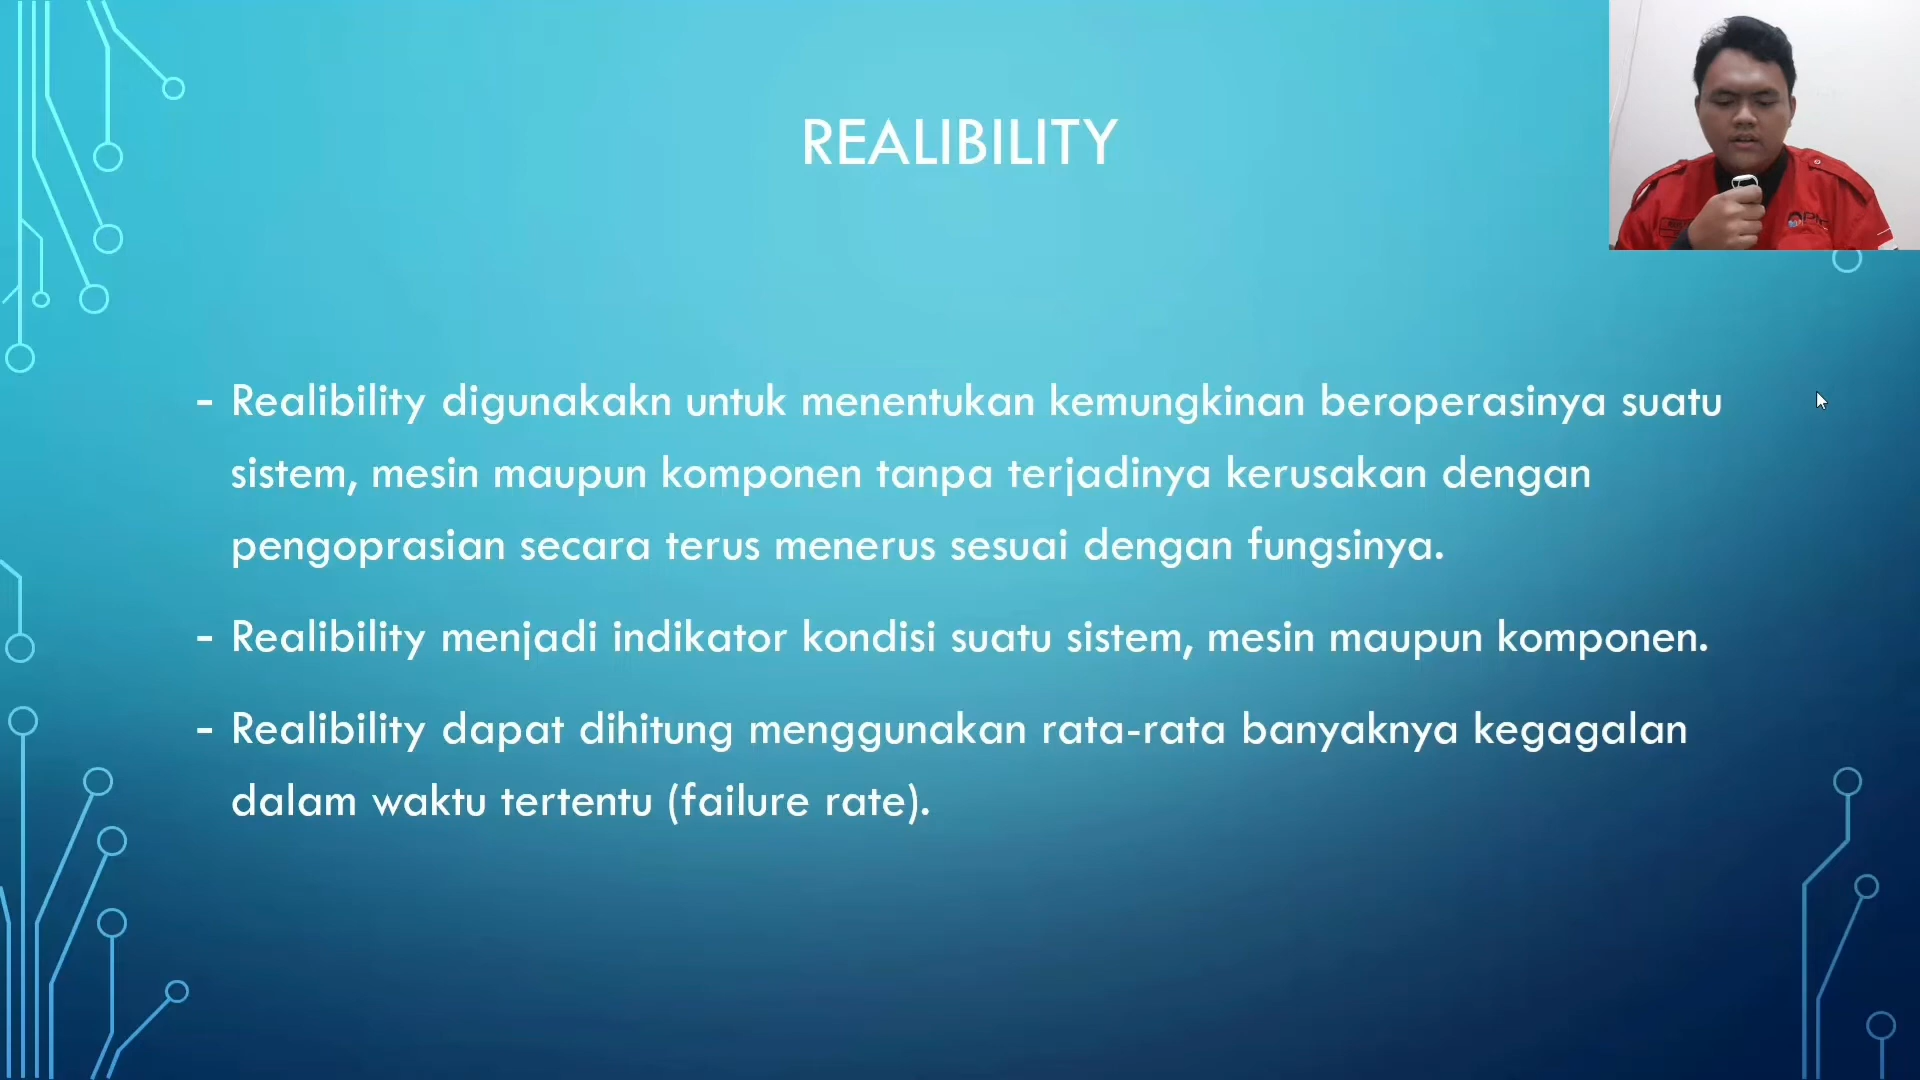 REALIBILITY
- Realibility digunakakn untuk menentukan kemungkinan beroperasinya suatu
sistem, mesin maupun komponen tanpa terjadinya kerusakan dengan
pengoprasian secara terus menerus sesuai dengan fungsinya.
- Realibility menjadi indikator kondisi suatu sistem, mesin maupun komponen.
- Realibility dapat dihitung menggunakan rata-rata banyaknya kegagalan
dalam waktu tertentu (failure rate).